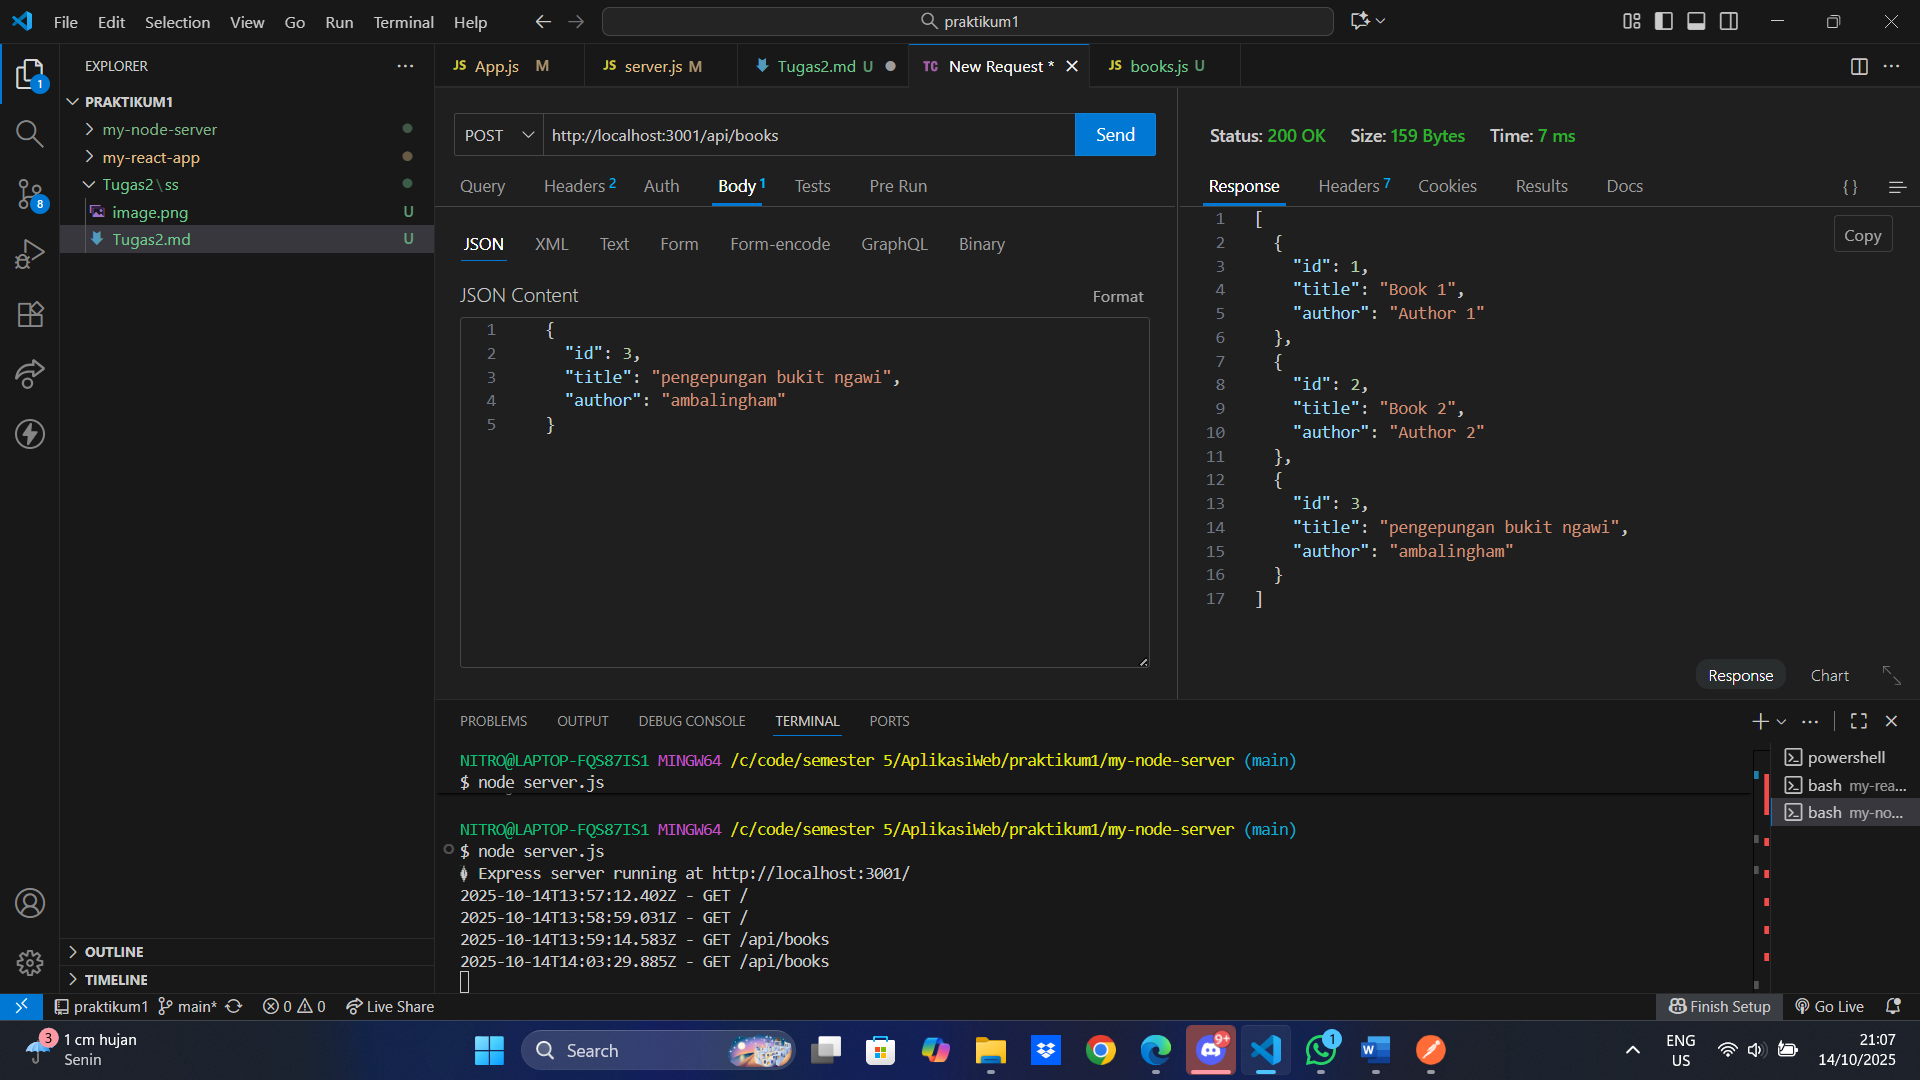 File Edit Selection View Go Run Terminal Help
praktikum1
EXPLORER
PRAKTIKUM1
my-node-server
my-react-app
Tugas2\ss
image.png U
Tugas2.md U
OUTLINE
TIMELINE
JS App.js M
JS server.js M
Tugas2.md U
TC New Request *
JS books.js U
POST http://localhost:3001/api/books Send
Query Headers 2 Auth Body 1 Tests Pre Run
JSON XML Text Form Form-encode GraphQL Binary
JSON Content Format
1 {
2 "id": 3,
3 "title": "pengepungan bukit ngawi",
4 "author": "ambalingham"
5 }
Status: 200 OK Size: 159 Bytes Time: 7 ms
Response Headers 7 Cookies Results Docs {}
Copy
1 [
2 {
3 "id": 1,
4 "title": "Book 1",
5 "author": "Author 1"
6 },
7 {
8 "id": 2,
9 "title": "Book 2",
10 "author": "Author 2"
11 },
12 {
13 "id": 3,
14 "title": "pengepungan bukit ngawi",
15 "author": "ambalingham"
16 }
17 ]
Response Chart
PROBLEMS OUTPUT DEBUG CONSOLE TERMINAL PORTS
NITRO@LAPTOP-FQS87IS1 MINGW64 /c/code/semester 5/AplikasiWeb/praktikum1/my-node-server (main)
$ node server.js
NITRO@LAPTOP-FQS87IS1 MINGW64 /c/code/semester 5/AplikasiWeb/praktikum1/my-node-server (main)
$ node server.js
Express server running at http://localhost:3001/
2025-10-14T13:57:12.402Z - GET /
2025-10-14T13:58:59.031Z - GET /
2025-10-14T13:59:14.583Z - GET /api/books
2025-10-14T14:03:29.885Z - GET /api/books
powershell
bash my-rea...
bash my-no...
1
8
praktikum1 main* 0 0 Live Share
Finish Setup Go Live
3
1 cm hujan
Senin
Search
9+
1
ENG
US
21:07
14/10/2025